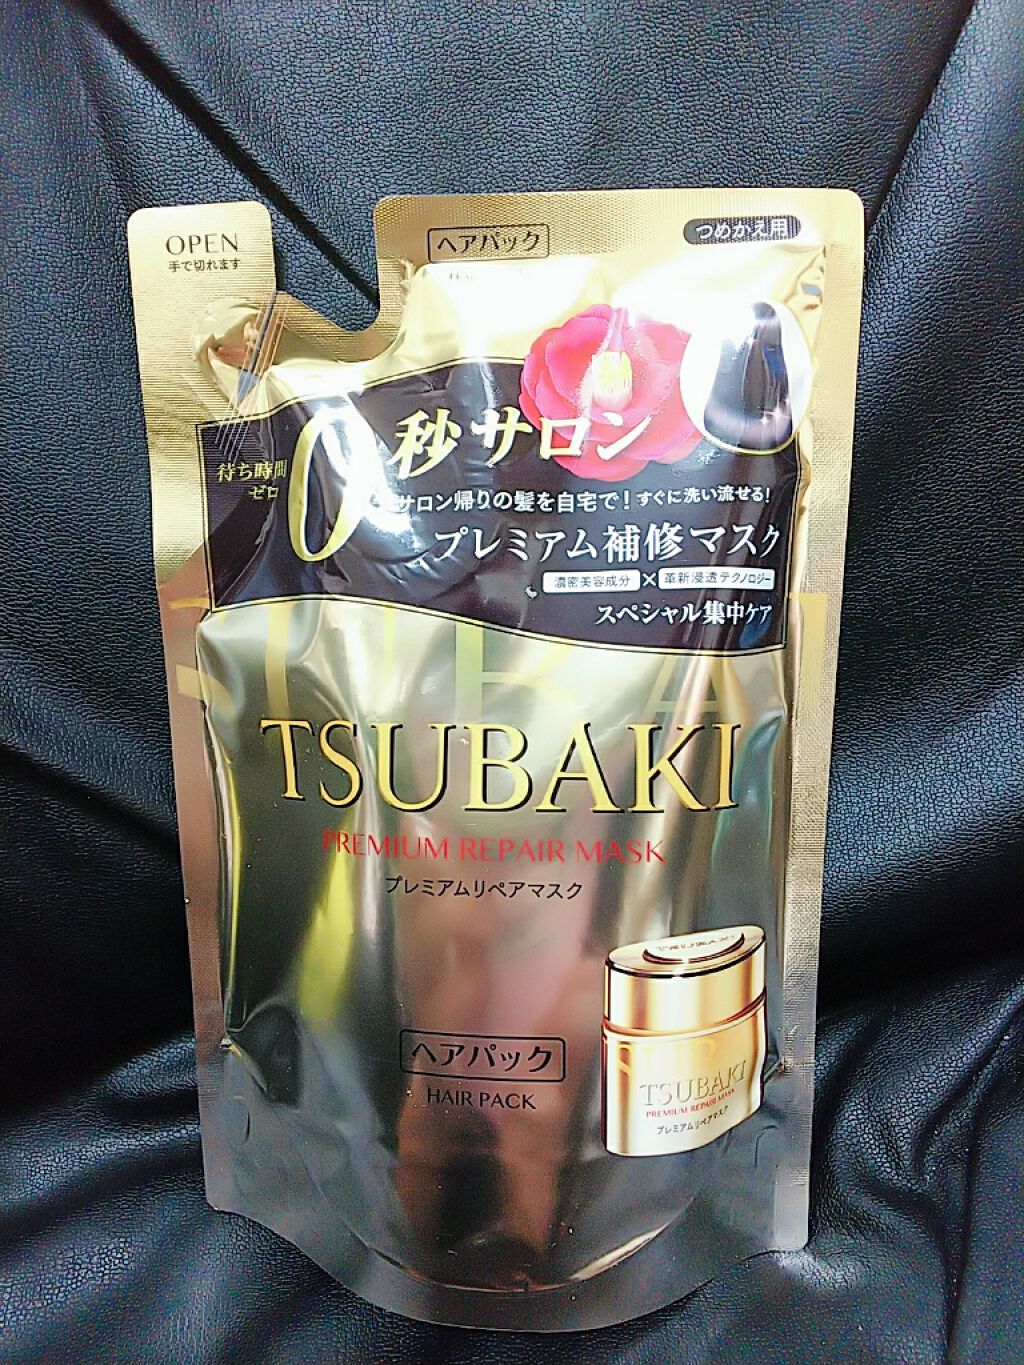 OPEN
手で切れます
ヘアパック
つめかえ用
待ち時間
ゼロ
0秒サロン
サロン帰りの髪を自宅で!すぐに洗い流せる!
プレミアム補修マスク
濃密美容成分×革新浸透テクノロジー
スペシャル集中ケア
TSUBAKI
PREMIUM REPAIR MASK
プレミアムリペアマスク
ヘアパック
HAIR PACK
TSUBAKI
TSUBAKI
PREMIUM REPAIR MASK
プレミアムリペアマスク